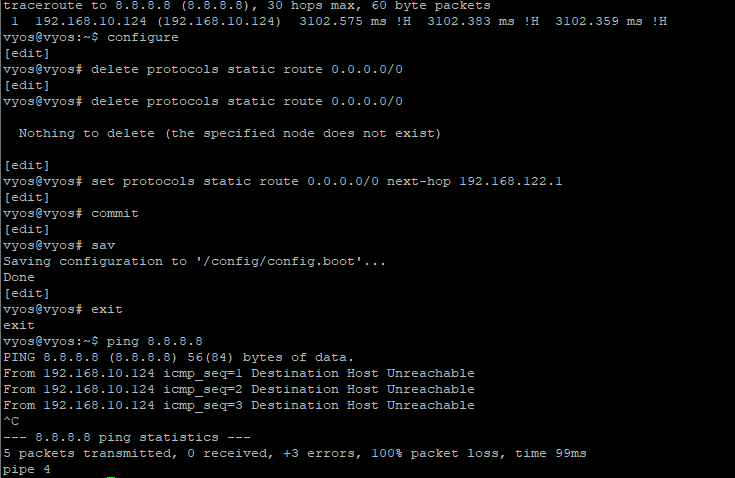 traceroute to 8.8.8.8 (8.8.8.8), 30 hops max, 60 byte packets
 1  192.168.10.124 (192.168.10.124)  3102.575 ms !H  3102.383 ms !H  3102.359 ms !H
vyos@vyos:~$ configure
[edit]
vyos@vyos# delete protocols static route 0.0.0.0/0
[edit]
vyos@vyos# delete protocols static route 0.0.0.0/0

  Nothing to delete (the specified node does not exist)

[edit]
vyos@vyos# set protocols static route 0.0.0.0/0 next-hop 192.168.122.1
[edit]
vyos@vyos# commit
[edit]
vyos@vyos# sav
Saving configuration to '/config/config.boot'...
Done
[edit]
vyos@vyos# exit
exit
vyos@vyos:~$ ping 8.8.8.8
PING 8.8.8.8 (8.8.8.8) 56(84) bytes of data.
From 192.168.10.124 icmp_seq=1 Destination Host Unreachable
From 192.168.10.124 icmp_seq=2 Destination Host Unreachable
From 192.168.10.124 icmp_seq=3 Destination Host Unreachable
^C
--- 8.8.8.8 ping statistics ---
5 packets transmitted, 0 received, +3 errors, 100% packet loss, time 99ms
pipe 4